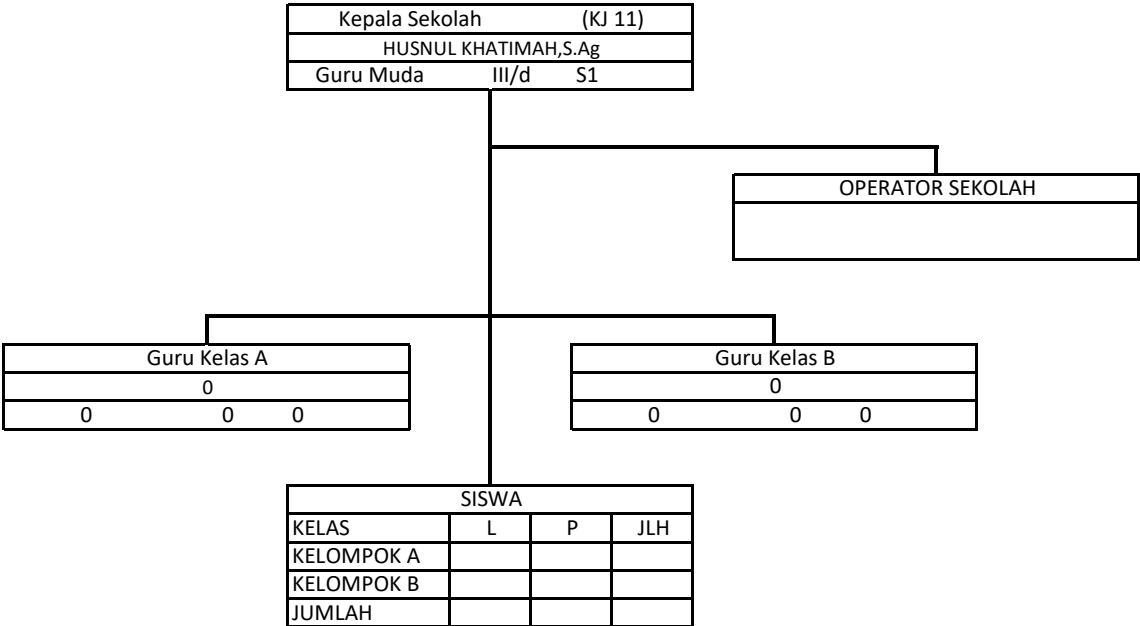 Kepala Sekolah (KJ 11)
HUSNUL KHATIMAH,S.Ag
Guru Muda III/d S1
OPERATOR SEKOLAH
Guru Kelas A
0
0 0 0
Guru Kelas B
0
0 0 0
SISWA
KELAS L P JLH
KELOMPOK A
KELOMPOK B
JUMLAH